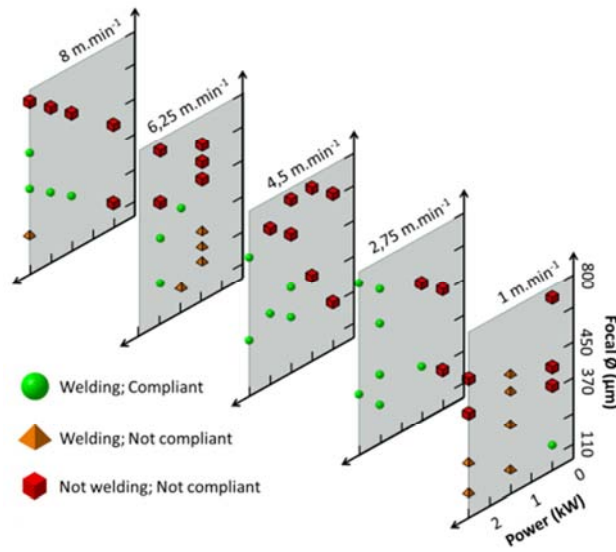 8 m.min⁻¹
6,25 m.min⁻¹
4,5 m.min⁻¹
2,75 m.min⁻¹
1 m.min⁻¹
800
450
370
110
0
Focal Ø (µm)
1
2
Power (kW)
Welding; Compliant
Welding; Not compliant
Not welding; Not compliant